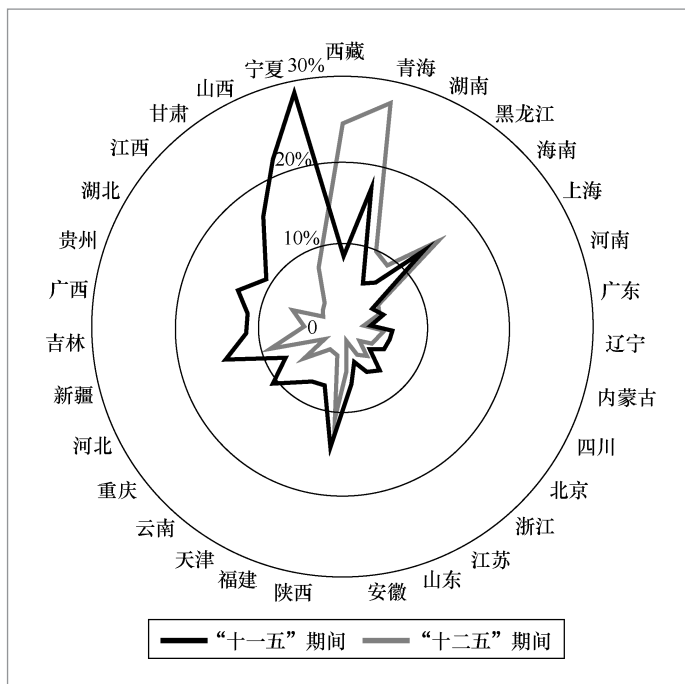 西藏
青海
湖南
黑龙江
海南
上海
河南
广东
辽宁
内蒙古
四川
北京
浙江
江苏
山东
安徽
陕西
福建
天津
云南
重庆
河北
新疆
吉林
广西
贵州
湖北
江西
甘肃
山西
宁夏
30%
20%
10%
0
“十一五”期间 “十二五”期间